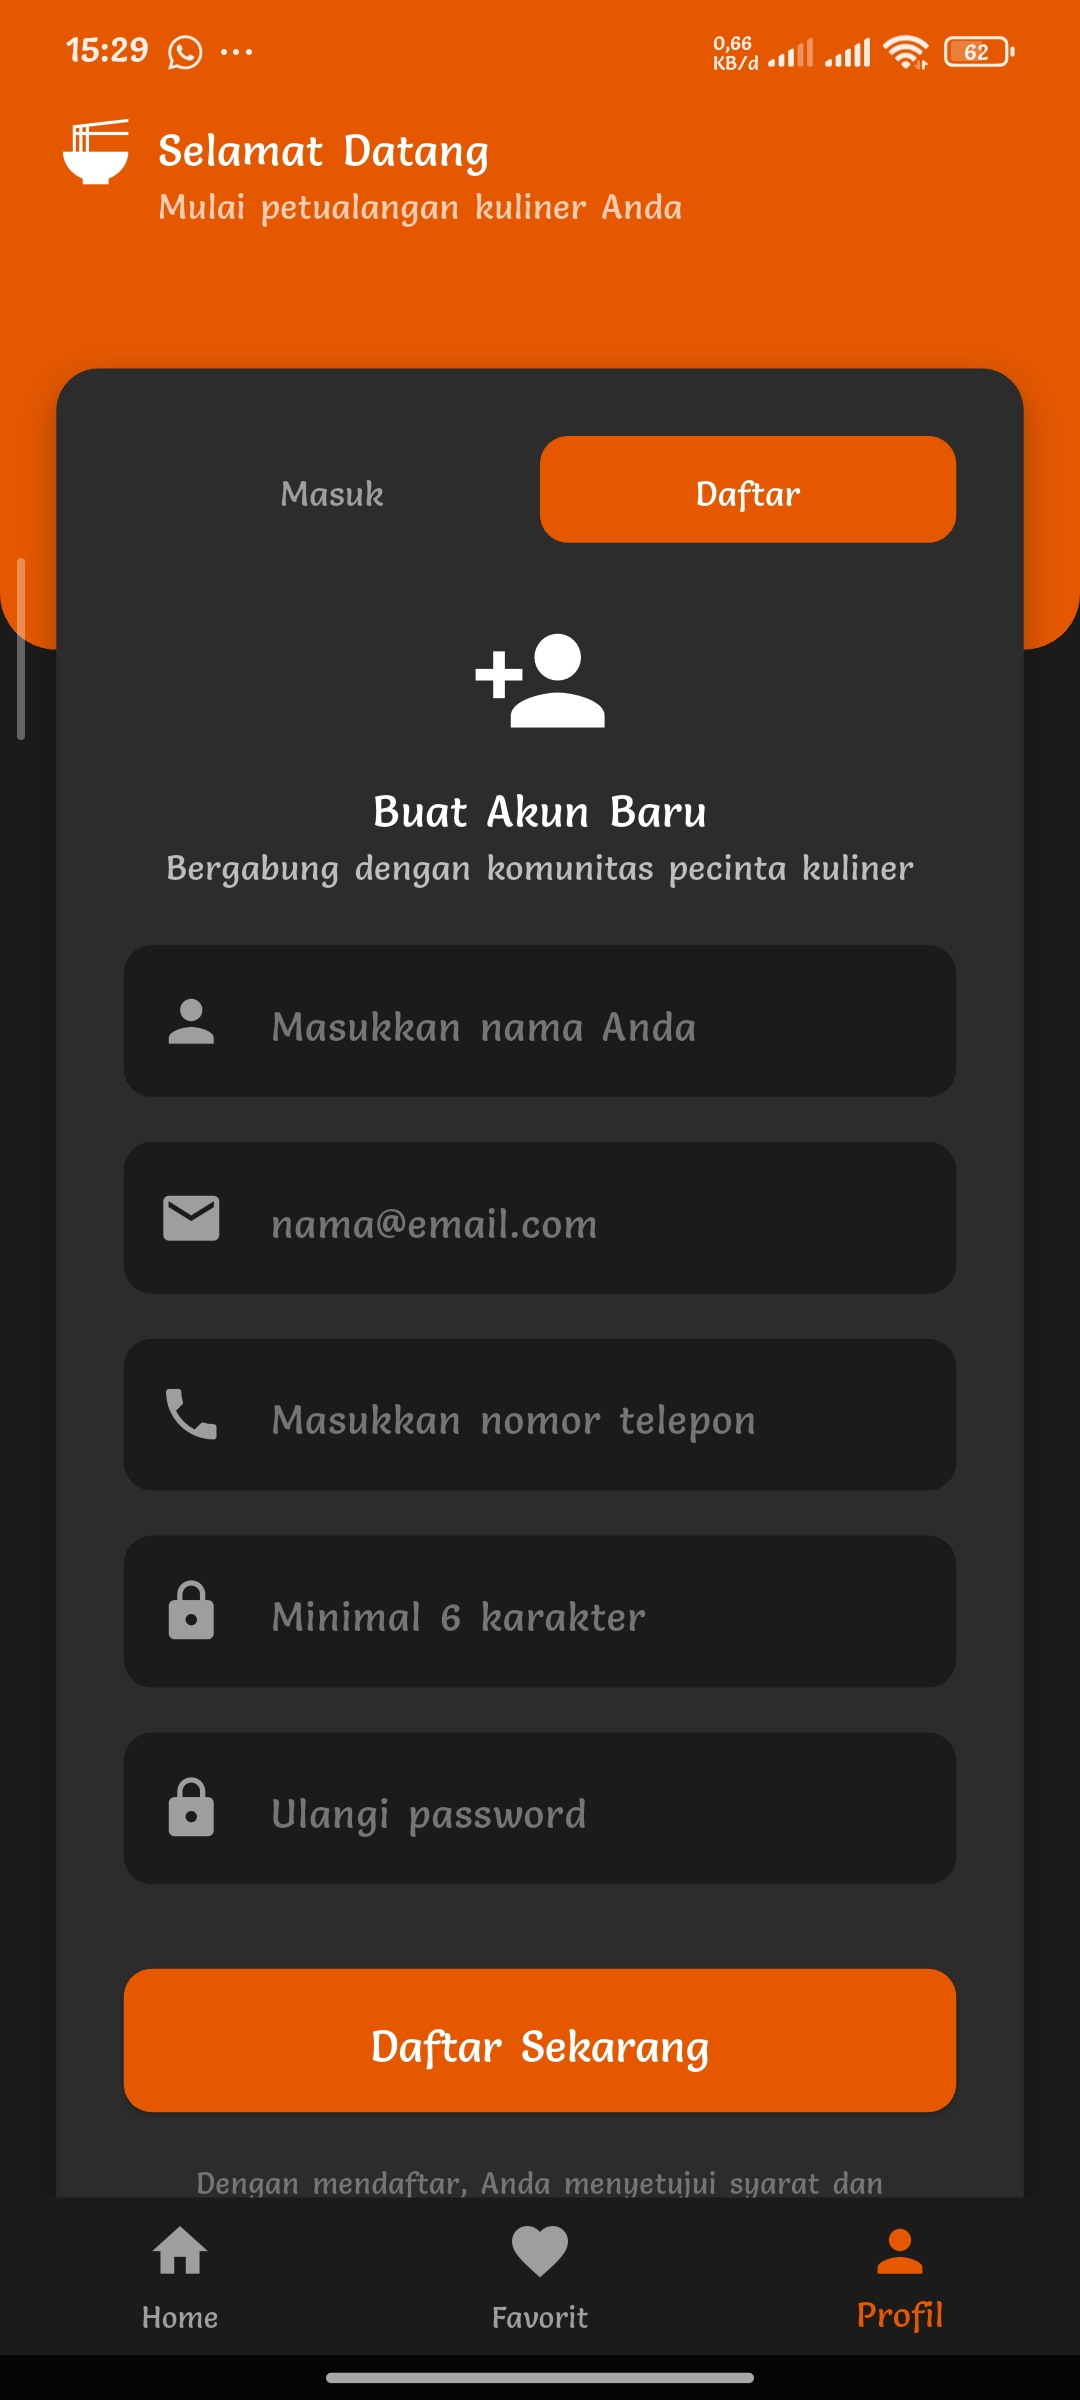 15:29
0,66
KB/d
62
Selamat Datang
Mulai petualangan kuliner Anda
Masuk
Daftar
Buat Akun Baru
Bergabung dengan komunitas pecinta kuliner
Masukkan nama Anda
nama@email.com
Masukkan nomor telepon
Minimal 6 karakter
Ulangi password
Daftar Sekarang
Dengan mendaftar, Anda menyetujui syarat dan
Home
Favorit
Profil